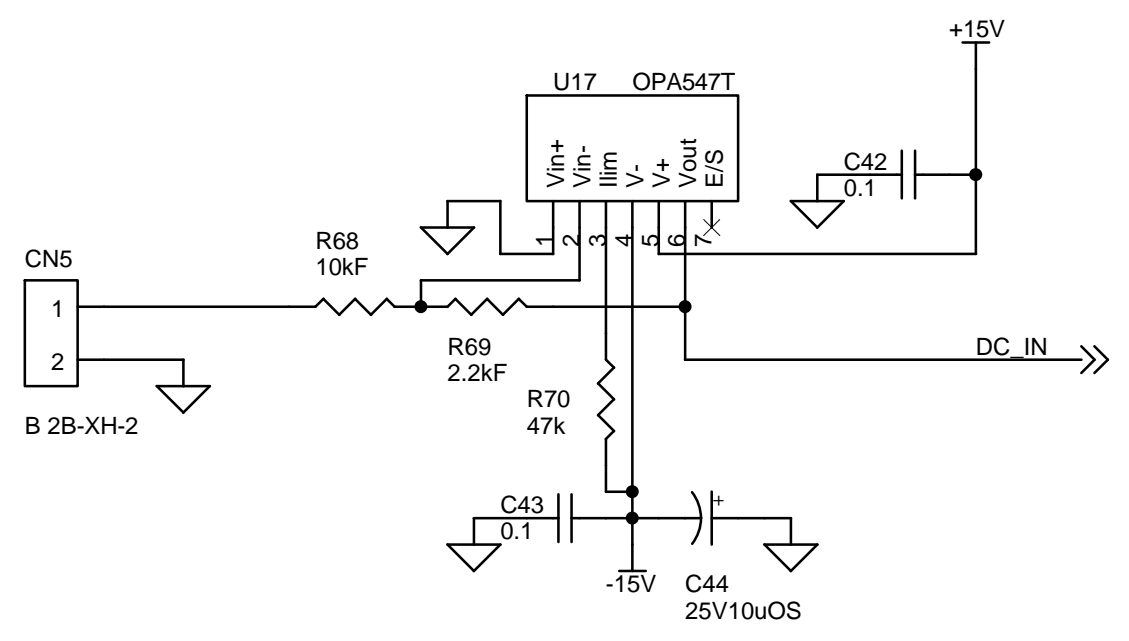 +15V
U17 OPA547T
Vin+
Vin-
Ilim
V-
V+
Vout
E/S
C42
0.1
1
2
3
4
5
6
7
R68
10kF
CN5
1
2
B 2B-XH-2
R69
2.2kF
DC_IN
R70
47k
C43
0.1
+
-15V
C44
25V10uOS